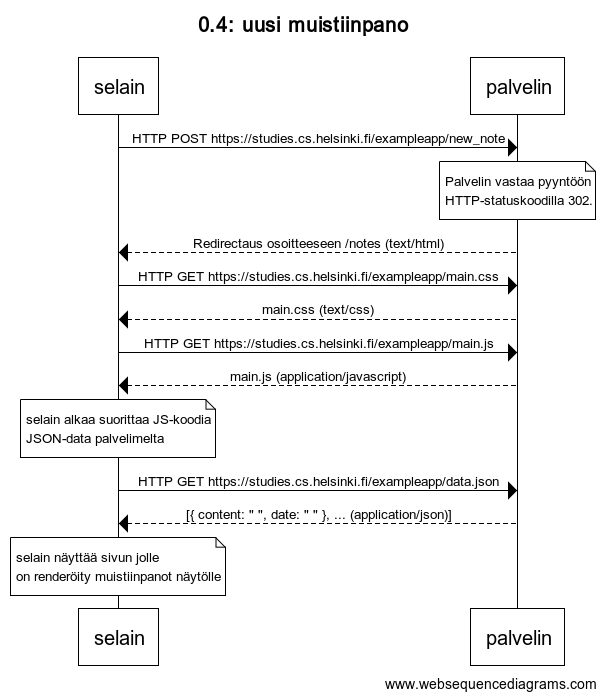 0.4: uusi muistiinpano
selain
palvelin
HTTP POST https://studies.cs.helsinki.fi/exampleapp/new_note
Palvelin vastaa pyyntöön
HTTP-statuskoodilla 302.
Redirectaus osoitteeseen /notes (text/html)
HTTP GET https://studies.cs.helsinki.fi/exampleapp/main.css
main.css (text/css)
HTTP GET https://studies.cs.helsinki.fi/exampleapp/main.js
main.js (application/javascript)
selain alkaa suorittaa JS-koodia
JSON-data palvelimelta
HTTP GET https://studies.cs.helsinki.fi/exampleapp/data.json
[{ content: " ", date: " " }, ... (application/json)]
selain näyttää sivun jolle
on renderöity muistiinpanot näytölle
selain
palvelin
www.websequencediagrams.com